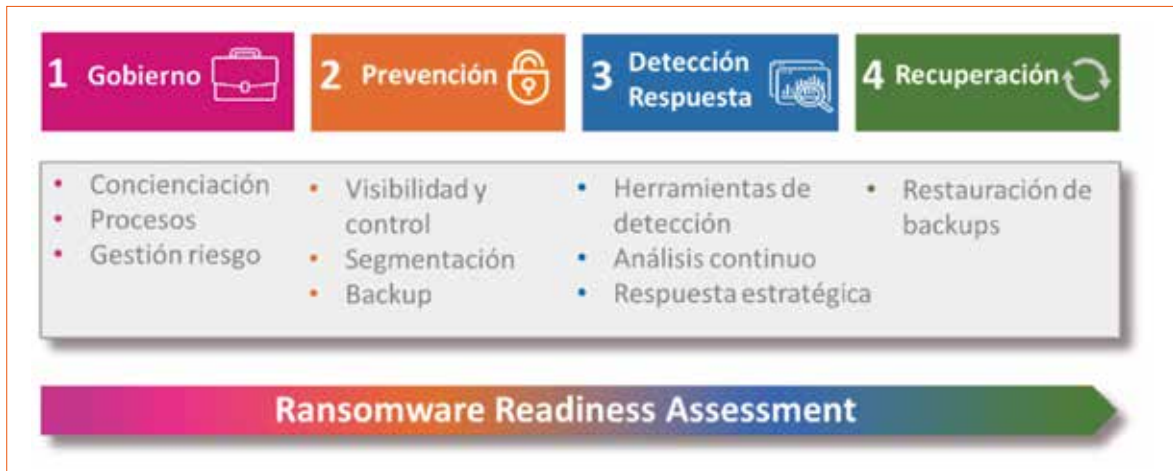 1 Gobierno
2 Prevención
3 Detección
Respuesta
4 Recuperación
• Concienciación
• Procesos
• Gestión riesgo
• Visibilidad y
control
• Segmentación
• Backup
• Herramientas de
detección
• Análisis continuo
• Respuesta estratégica
• Restauración de
backups
Ransomware Readiness Assessment